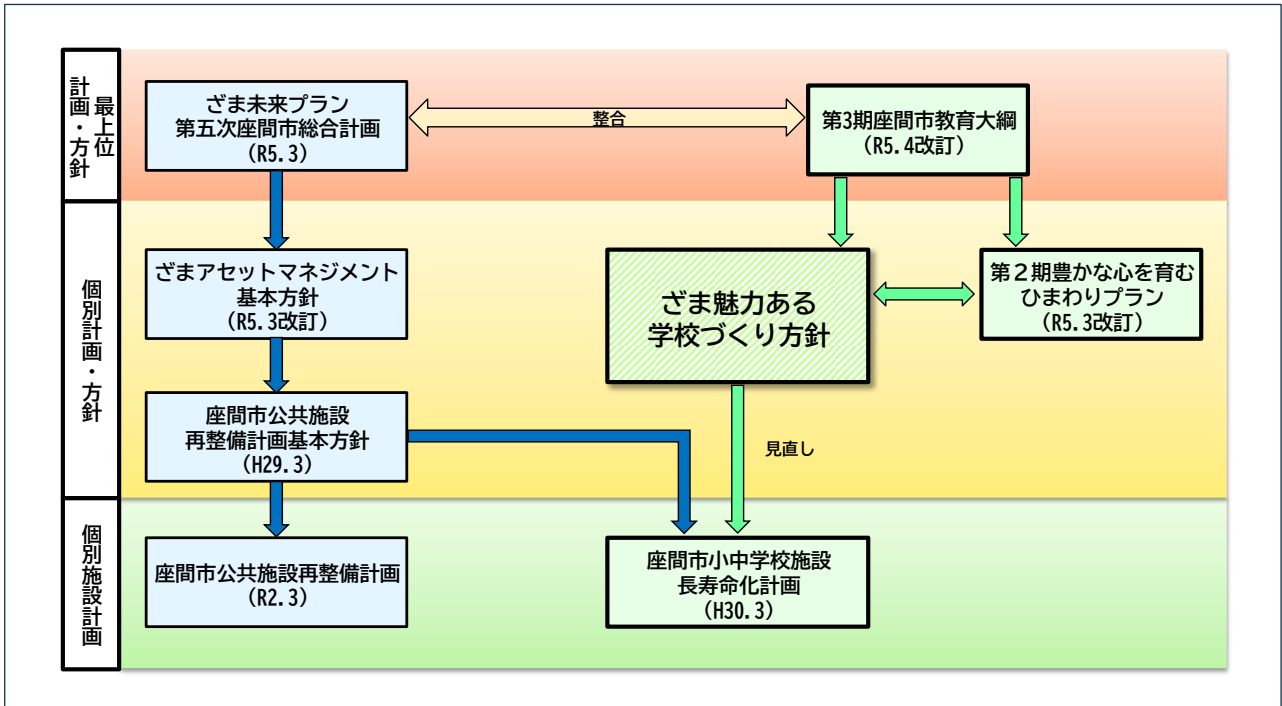 最上位
計画・方針
ざま未来プラン
第五次座間市総合計画
(R5.3)
整合
第3期座間市教育大綱
(R5.4改訂)
個別計画・方針
ざまアセットマネジメント
基本方針
(R5.3改訂)
ざま魅力ある
学校づくり方針
第２期豊かな心を育む
ひまわりプラン
(R5.3改訂)
座間市公共施設
再整備計画基本方針
(H29.3)
見直し
個別施設計画
座間市公共施設再整備計画
(R2.3)
座間市小中学校施設
長寿命化計画
(H30.3)